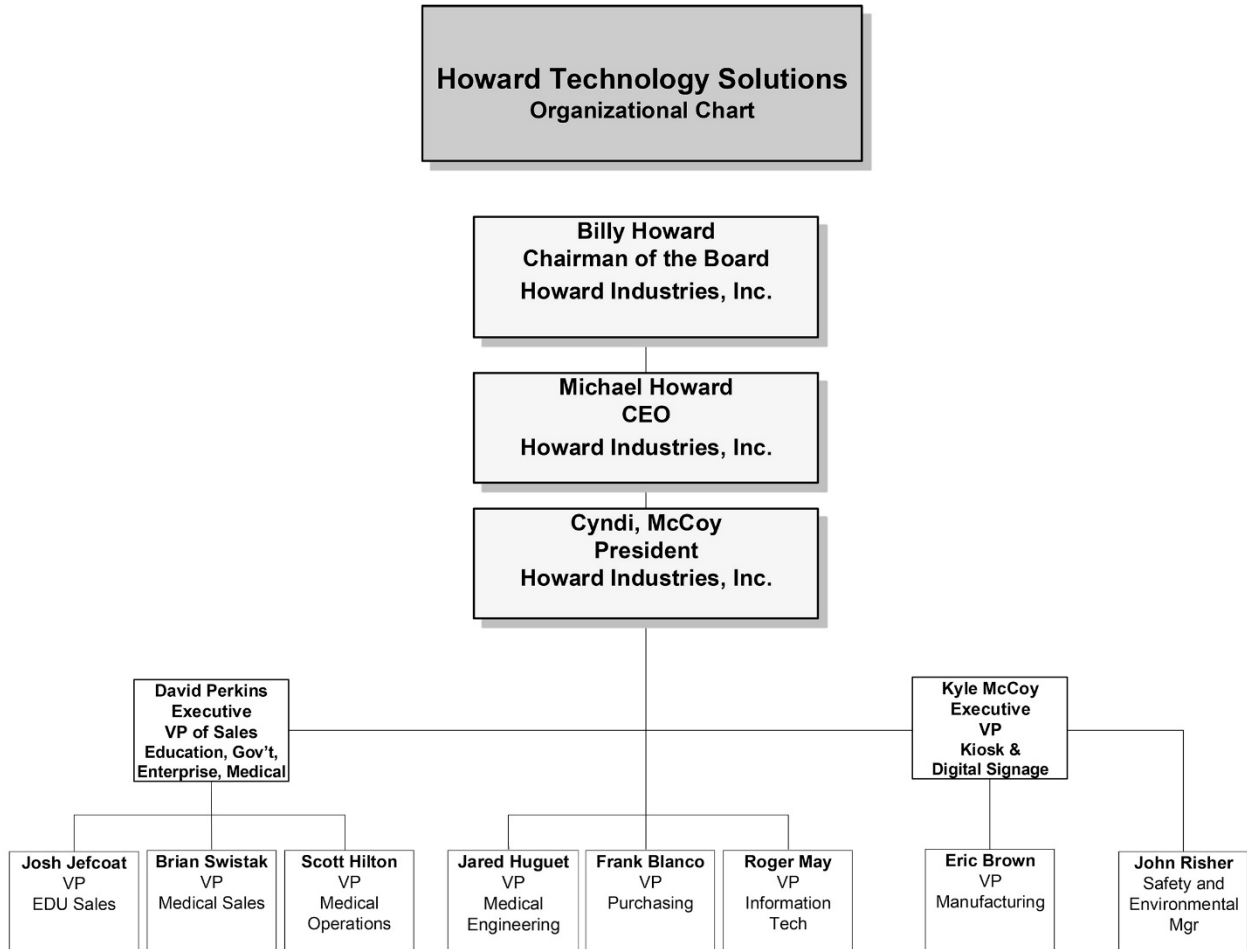 Howard Technology Solutions
Organizational Chart
Billy Howard
Chairman of the Board
Howard Industries, Inc.
Michael Howard
CEO
Howard Industries, Inc.
Cyndi, McCoy
President
Howard Industries, Inc.
David Perkins
Executive
VP of Sales
Education, Gov’t,
Enterprise, Medical
Kyle McCoy
Executive
VP
Kiosk &
Digital Signage
Josh Jefcoat
VP
EDU Sales
Brian Swistak
VP
Medical Sales
Scott Hilton
VP
Medical
Operations
Jared Huguet
VP
Medical
Engineering
Frank Blanco
VP
Purchasing
Roger May
VP
Information
Tech
Eric Brown
VP
Manufacturing
John Risher
Safety and
Environmental
Mgr